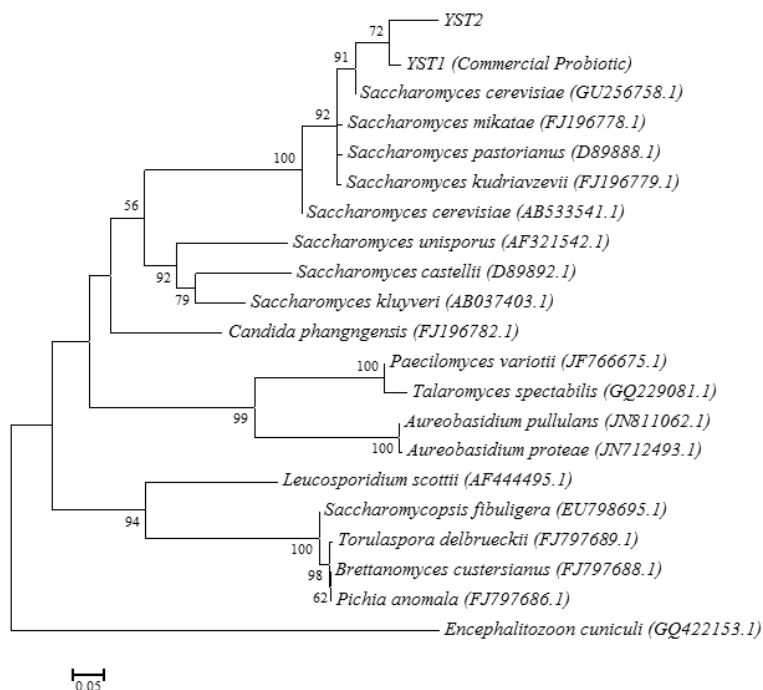 YST2
72
91
YST1 (Commercial Probiotic)
Saccharomyces cerevisiae (GU256758.1)
92
Saccharomyces mikatae (FJ196778.1)
Saccharomyces pastorianus (D89888.1)
100
Saccharomyces kudriavzevii (FJ196779.1)
56
Saccharomyces cerevisiae (AB533541.1)
Saccharomyces unisporus (AF321542.1)
92
Saccharomyces castellii (D89892.1)
79
Saccharomyces kluyveri (AB037403.1)
Candida phangngensis (FJ196782.1)
100
Paecilomyces variotii (JF766675.1)
Talaromyces spectabilis (GQ229081.1)
99
Aureobasidium pullulans (JN811062.1)
100
Aureobasidium proteae (JN712493.1)
Leucosporidium scottii (AF444495.1)
94
Saccharomycopsis fibuligera (EU798695.1)
100
Torulaspora delbrueckii (FJ797689.1)
98
Brettanomyces custersianus (FJ797688.1)
62
Pichia anomala (FJ797686.1)
Encephalitozoon cuniculi (GQ422153.1)
0.05